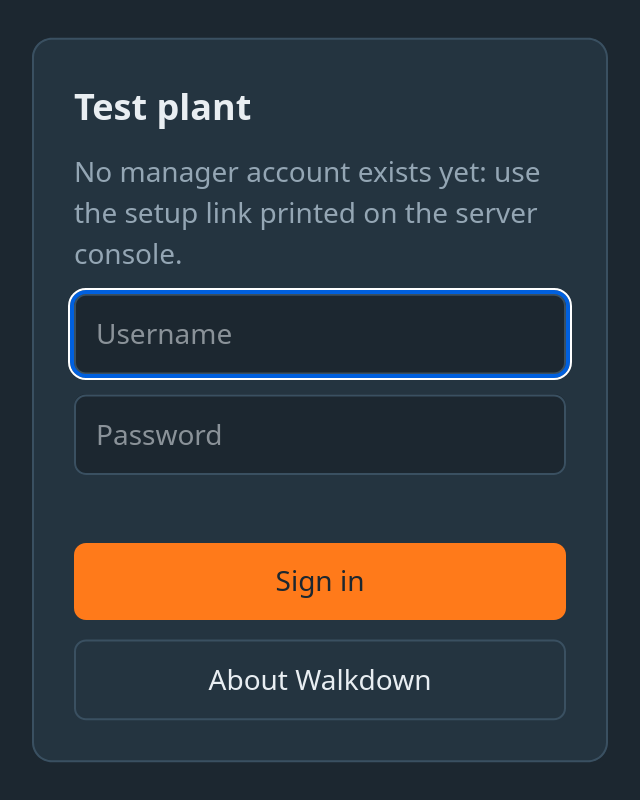 Test plant
No manager account exists yet: use
the setup link printed on the server
console.
Username
Password
Sign in
About Walkdown